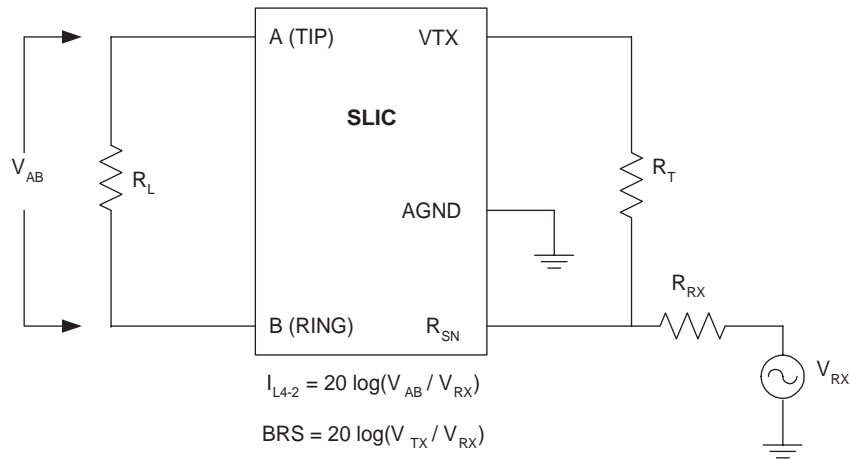 A (TIP)
VTX
SLIC
V_AB
R_L
R_T
AGND
R_RX
B (RING)
R_SN
V_RX
I_L4-2 = 20 log(V_AB / V_RX)
BRS = 20 log(V_TX / V_RX)